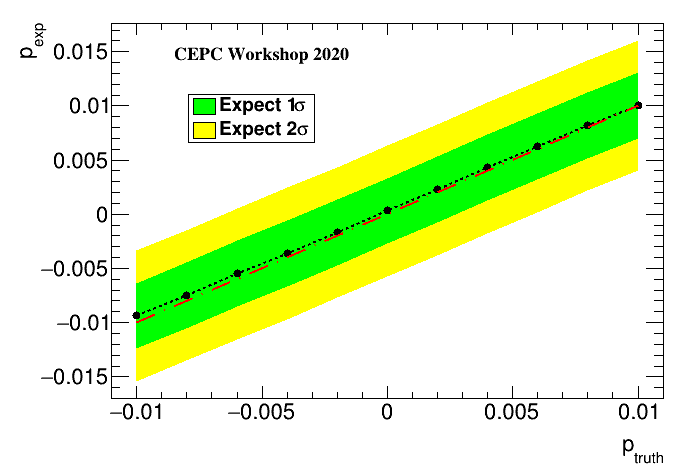 p_exp
CEPC Workshop 2020
Expect 1σ
Expect 2σ
0.015
0.01
0.005
0
−0.005
−0.01
−0.015
−0.01 −0.005 0 0.005 0.01
p_truth